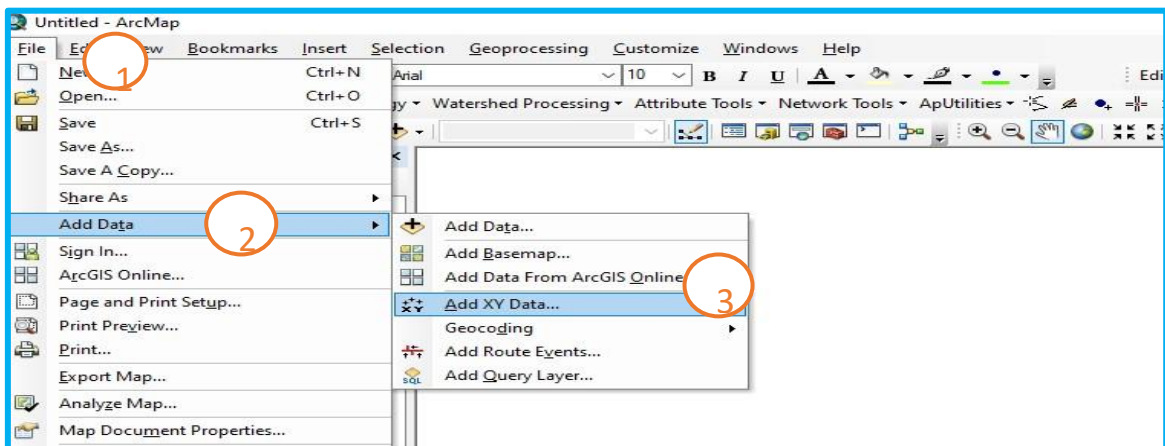 Untitled - ArcMap
File Bookmarks Insert Selection Geoprocessing Customize Windows Help
1
New Ctrl+N Arial 10 B I U A Edi
Open... Ctrl+O Watershed Processing Attribute Tools Network Tools ApUtilities
Save Ctrl+S
Save As...
Save A Copy...
Share As
Add Data 2 Add Data...
Sign In... Add Basemap...
ArcGIS Online... Add Data From ArcGIS Online
Page and Print Setup... Add XY Data... 3
Print Preview... Geocoding
Print... Add Route Events...
Export Map... SQL Add Query Layer...
Analyze Map...
Map Document Properties...